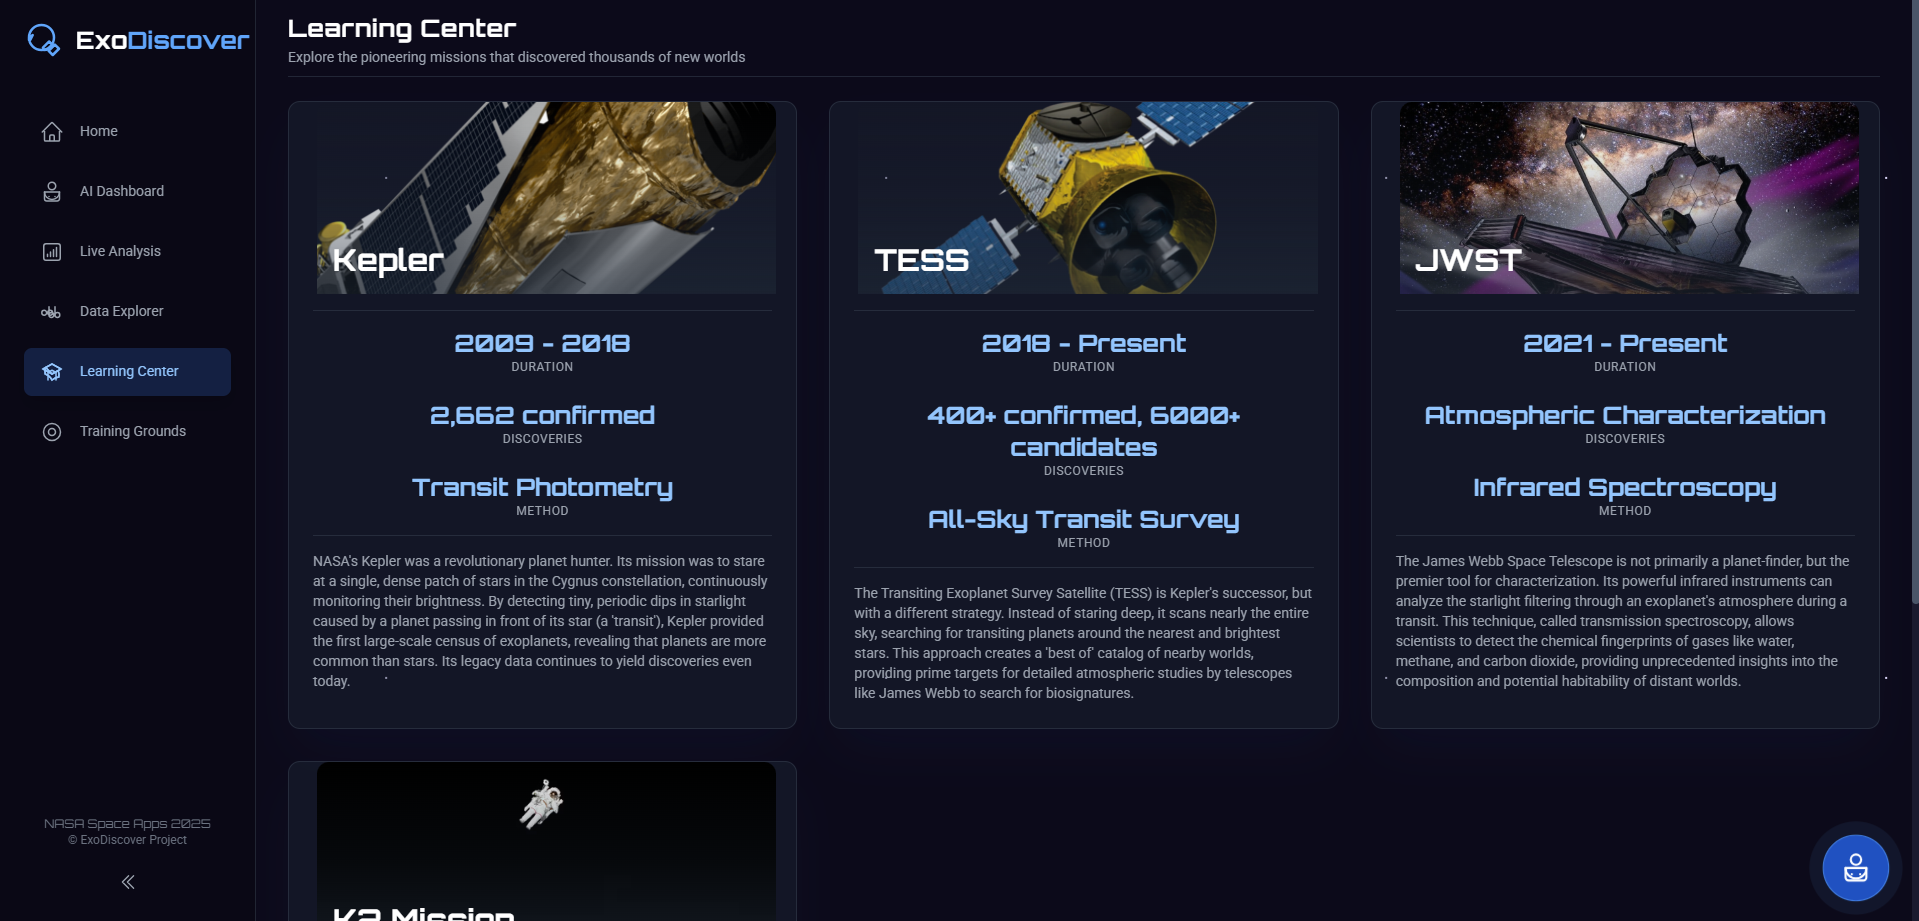 ExoDiscover
Home
AI Dashboard
Live Analysis
Data Explorer
Learning Center
Training Grounds
NASA Space Apps 2025
© ExoDiscover Project
Learning Center
Explore the pioneering missions that discovered thousands of new worlds
Kepler
2009 - 2018
DURATION
2,662 confirmed
DISCOVERIES
Transit Photometry
METHOD
NASA's Kepler was a revolutionary planet hunter. Its mission was to stare
at a single, dense patch of stars in the Cygnus constellation, continuously
monitoring their brightness. By detecting tiny, periodic dips in starlight
caused by a planet passing in front of its star (a 'transit'), Kepler provided
the first large-scale census of exoplanets, revealing that planets are more
common than stars. Its legacy data continues to yield discoveries even
today.
TESS
2018 - Present
DURATION
400+ confirmed, 6000+
candidates
DISCOVERIES
All-Sky Transit Survey
METHOD
The Transiting Exoplanet Survey Satellite (TESS) is Kepler's successor, but
with a different strategy. Instead of staring deep, it scans nearly the entire
sky, searching for transiting planets around the nearest and brightest
stars. This approach creates a 'best of' catalog of nearby worlds,
providing prime targets for detailed atmospheric studies by telescopes
like James Webb to search for biosignatures.
JWST
2021 - Present
DURATION
Atmospheric Characterization
DISCOVERIES
Infrared Spectroscopy
METHOD
The James Webb Space Telescope is not primarily a planet-finder, but the
premier tool for characterization. Its powerful infrared instruments can
analyze the starlight filtering through an exoplanet's atmosphere during a
transit. This technique, called transmission spectroscopy, allows
scientists to detect the chemical fingerprints of gases like water,
methane, and carbon dioxide, providing unprecedented insights into the
composition and potential habitability of distant worlds.
K2 Mission